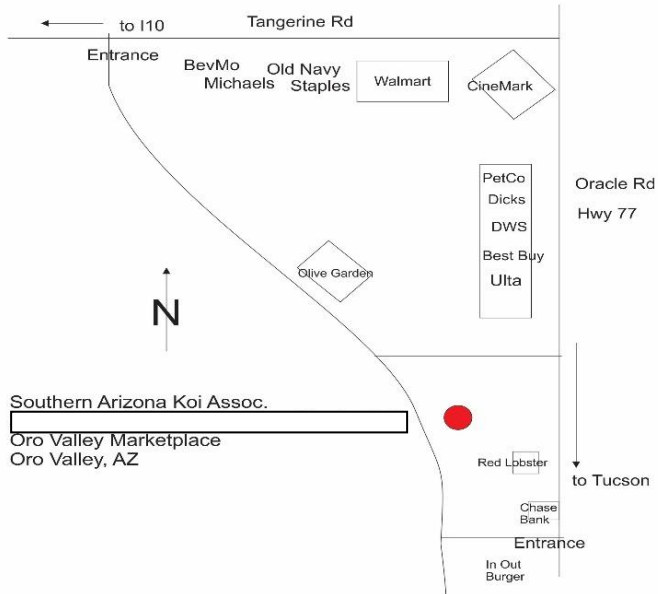 Tangerine Rd
to I10
Entrance
BevMo
Michaels
Old Navy
Staples
Walmart
CineMark
PetCo
Dicks
DWS
Best Buy
Ulta
Oracle Rd
Hwy 77
Olive Garden
N
Southern Arizona Koi Assoc.
Oro Valley Marketplace
Oro Valley, AZ
Red Lobster
to Tucson
Chase
Bank
Entrance
In Out
Burger